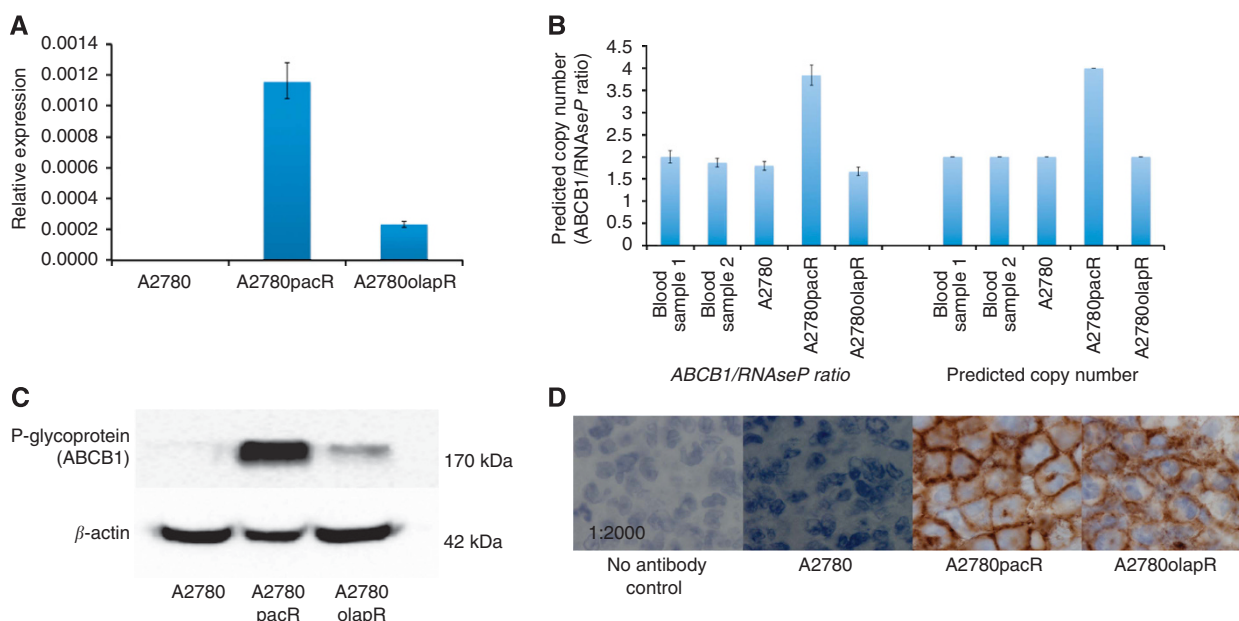 A
Relative expression
0.0014
0.0012
0.0010
0.0008
0.0006
0.0004
0.0002
0.0000
A2780
A2780pacR
A2780olapR
B
Predicted copy number
(ABCB1/RNAseP ratio)
4.5
4
3.5
3
2.5
2
1.5
1
0.5
0
Blood
sample 1
Blood
sample 2
A2780
A2780pacR
A2780olapR
Blood
sample 1
Blood
sample 2
A2780
A2780pacR
A2780olapR
ABCB1/RNAseP ratio
Predicted copy number
C
P-glycoprotein
(ABCB1)
170 kDa
β-actin
42 kDa
A2780
A2780
pacR
A2780
olapR
D
1:2000
No antibody
control
A2780
A2780pacR
A2780olapR